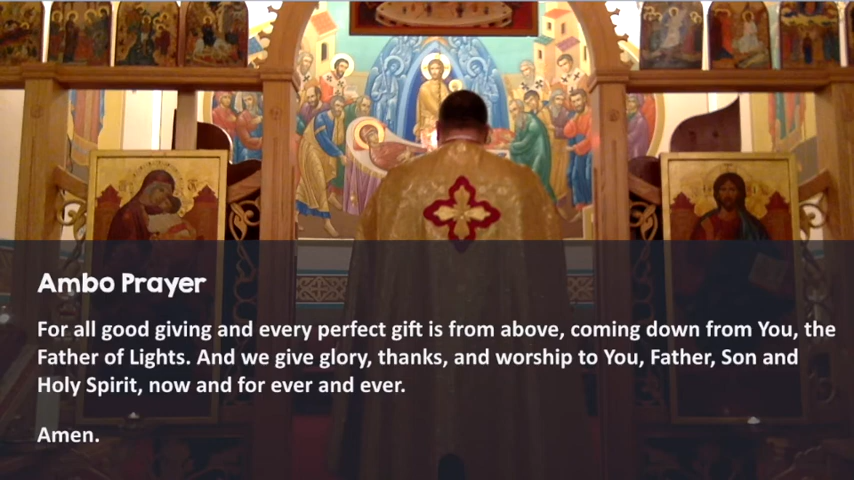 Ambo Prayer
For all good giving and every perfect gift is from above, coming down from You, the
Father of Lights. And we give glory, thanks, and worship to You, Father, Son and
Holy Spirit, now and for ever and ever.
Amen.